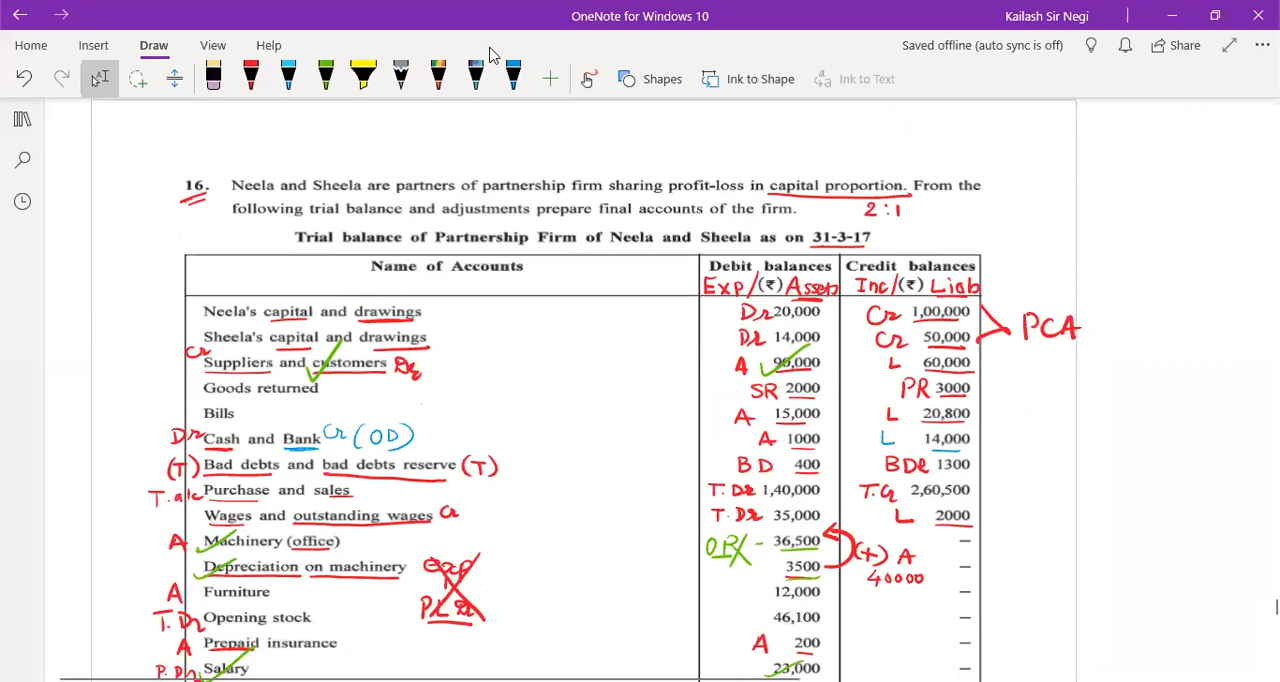 OneNote for Windows 10
Kailash Sir Negi
Home Insert Draw View Help
Saved offline (auto sync is off) Share
Shapes Ink to Shape Ink to Text
16. Neela and Sheela are partners of partnership firm sharing profit-loss in capital proportion. From the
following trial balance and adjustments prepare final accounts of the firm. 2:1
Trial balance of Partnership Firm of Neela and Sheela as on 31-3-17
Name of Accounts Debit balances Credit balances
Exp/(₹) Assets Inc/(₹) Liab
Neela's capital and drawings Dr 20,000 Cr 1,00,000
PCA
Sheela's capital and drawings Dr 14,000 Cr 50,000
Cr Suppliers and customers Dr A 90,000 L 60,000
Goods returned SR 2000 PR 3000
Bills A 15,000 L 20,800
Dr Cash and Bank Cr (OD) A 1000 L 14,000
(T) Bad debts and bad debts reserve (T) BD 400 BDR 1300
T. a/c Purchase and sales T. Dr 1,40,000 T. Cr 2,60,500
Wages and outstanding wages Cr T. Dr 35,000 L 2000
A Machinery (office) 36,500 (+) A –
Depreciation on machinery Exp 3500 40000 –
A Furniture PL Dr 12,000 –
T. Dr Opening stock 46,100 –
A Prepaid insurance A 200 –
P. Dr Salary 23,000 –